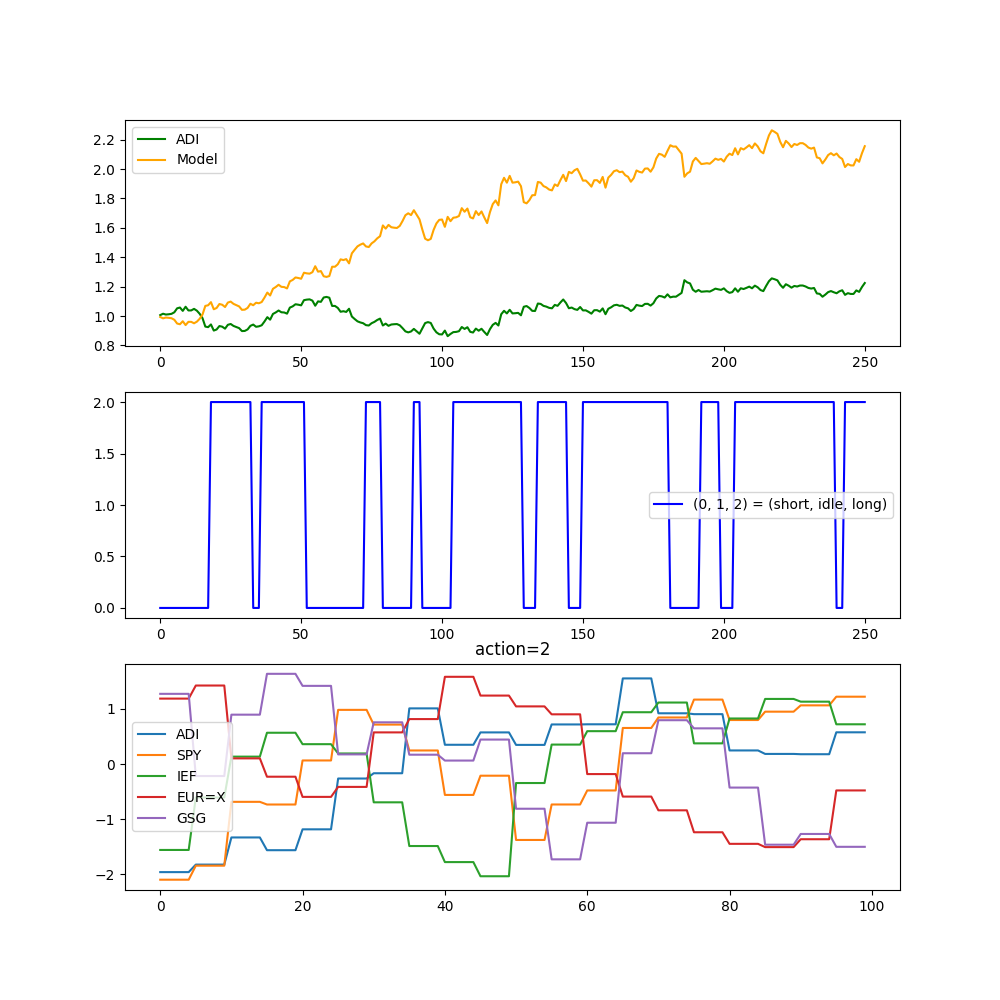 2.2
2.0
1.8
1.6
1.4
1.2
1.0
0.8
ADI
Model
0 50 100 150 200 250
2.0
1.5
1.0
0.5
0.0
(0, 1, 2) = (short, idle, long)
0 50 100 150 200 250
action=2
1
0
−1
−2
ADI
SPY
IEF
EUR=X
GSG
0 20 40 60 80 100